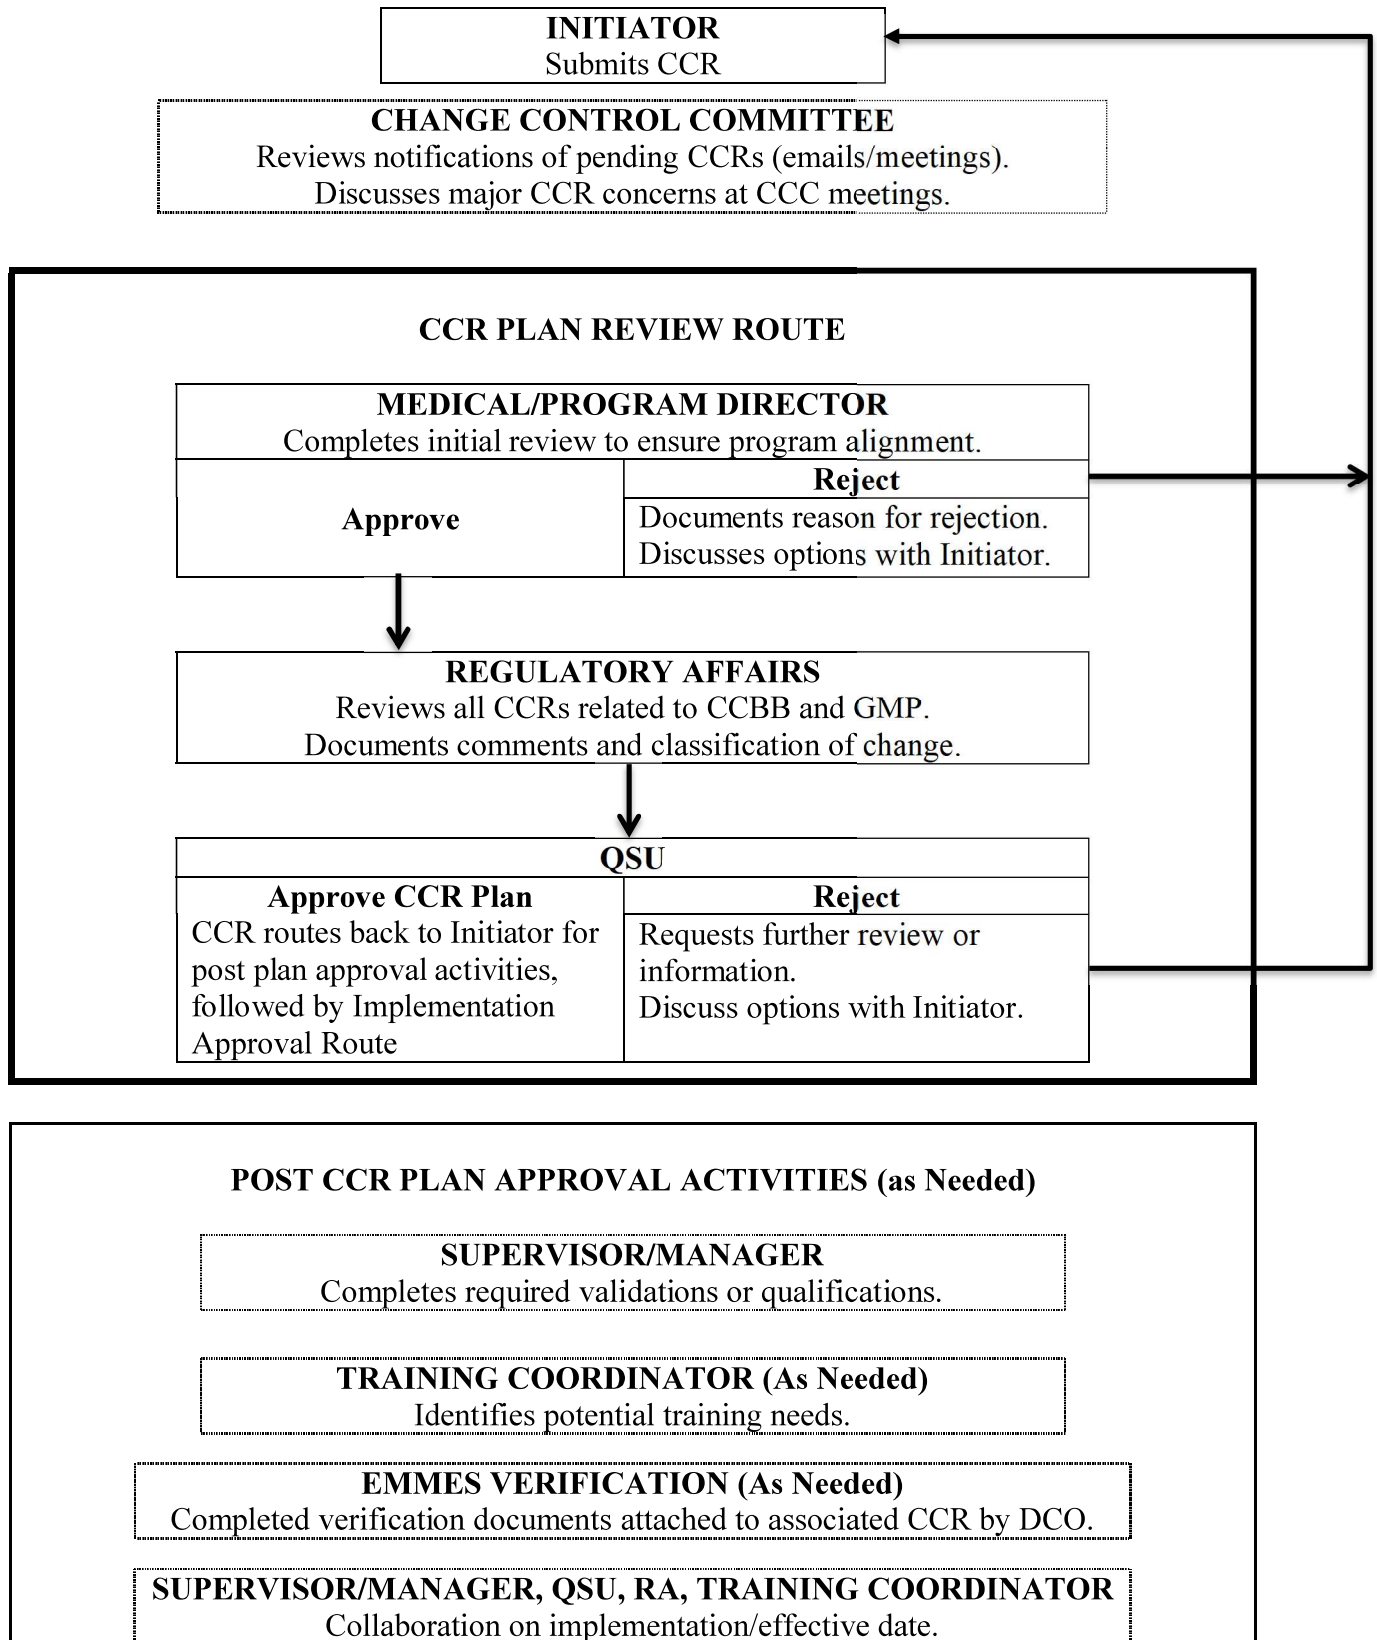 INITIATOR
Submits CCR
CHANGE CONTROL COMMITTEE
Reviews notifications of pending CCRs (emails/meetings).
Discusses major CCR concerns at CCC meetings.
CCR PLAN REVIEW ROUTE
MEDICAL/PROGRAM DIRECTOR
Completes initial review to ensure program alignment.
Approve
Reject
Documents reason for rejection.
Discusses options with Initiator.
REGULATORY AFFAIRS
Reviews all CCRs related to CCBB and GMP.
Documents comments and classification of change.
QSU
Approve CCR Plan
CCR routes back to Initiator for
post plan approval activities,
followed by Implementation
Approval Route
Reject
Requests further review or
information.
Discuss options with Initiator.
POST CCR PLAN APPROVAL ACTIVITIES (as Needed)
SUPERVISOR/MANAGER
Completes required validations or qualifications.
TRAINING COORDINATOR (As Needed)
Identifies potential training needs.
EMMES VERIFICATION (As Needed)
Completed verification documents attached to associated CCR by DCO.
SUPERVISOR/MANAGER, QSU, RA, TRAINING COORDINATOR
Collaboration on implementation/effective date.